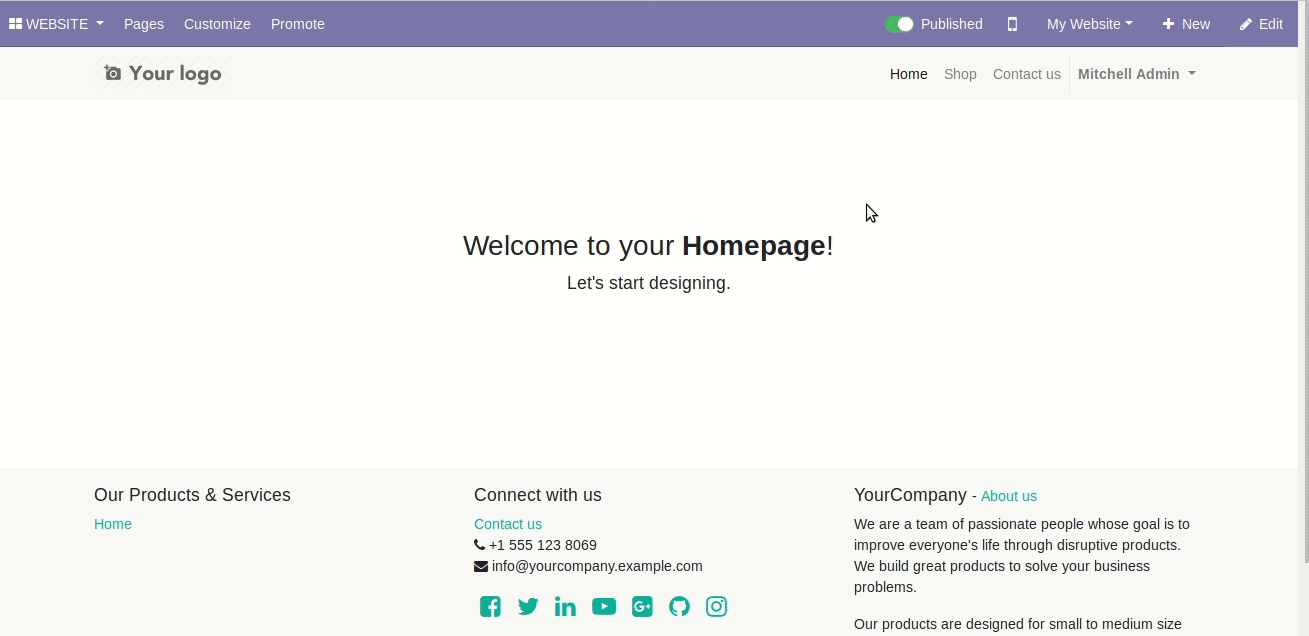 WEBSITE Pages Customize Promote Published My Website New Edit
Your logo Home Shop Contact us Mitchell Admin
Welcome to your Homepage!
Let's start designing.
Our Products & Services
Home
Connect with us
Contact us
+1 555 123 8069
info@yourcompany.example.com
YourCompany - About us
We are a team of passionate people whose goal is to
improve everyone's life through disruptive products.
We build great products to solve your business
problems.
Our products are designed for small to medium size